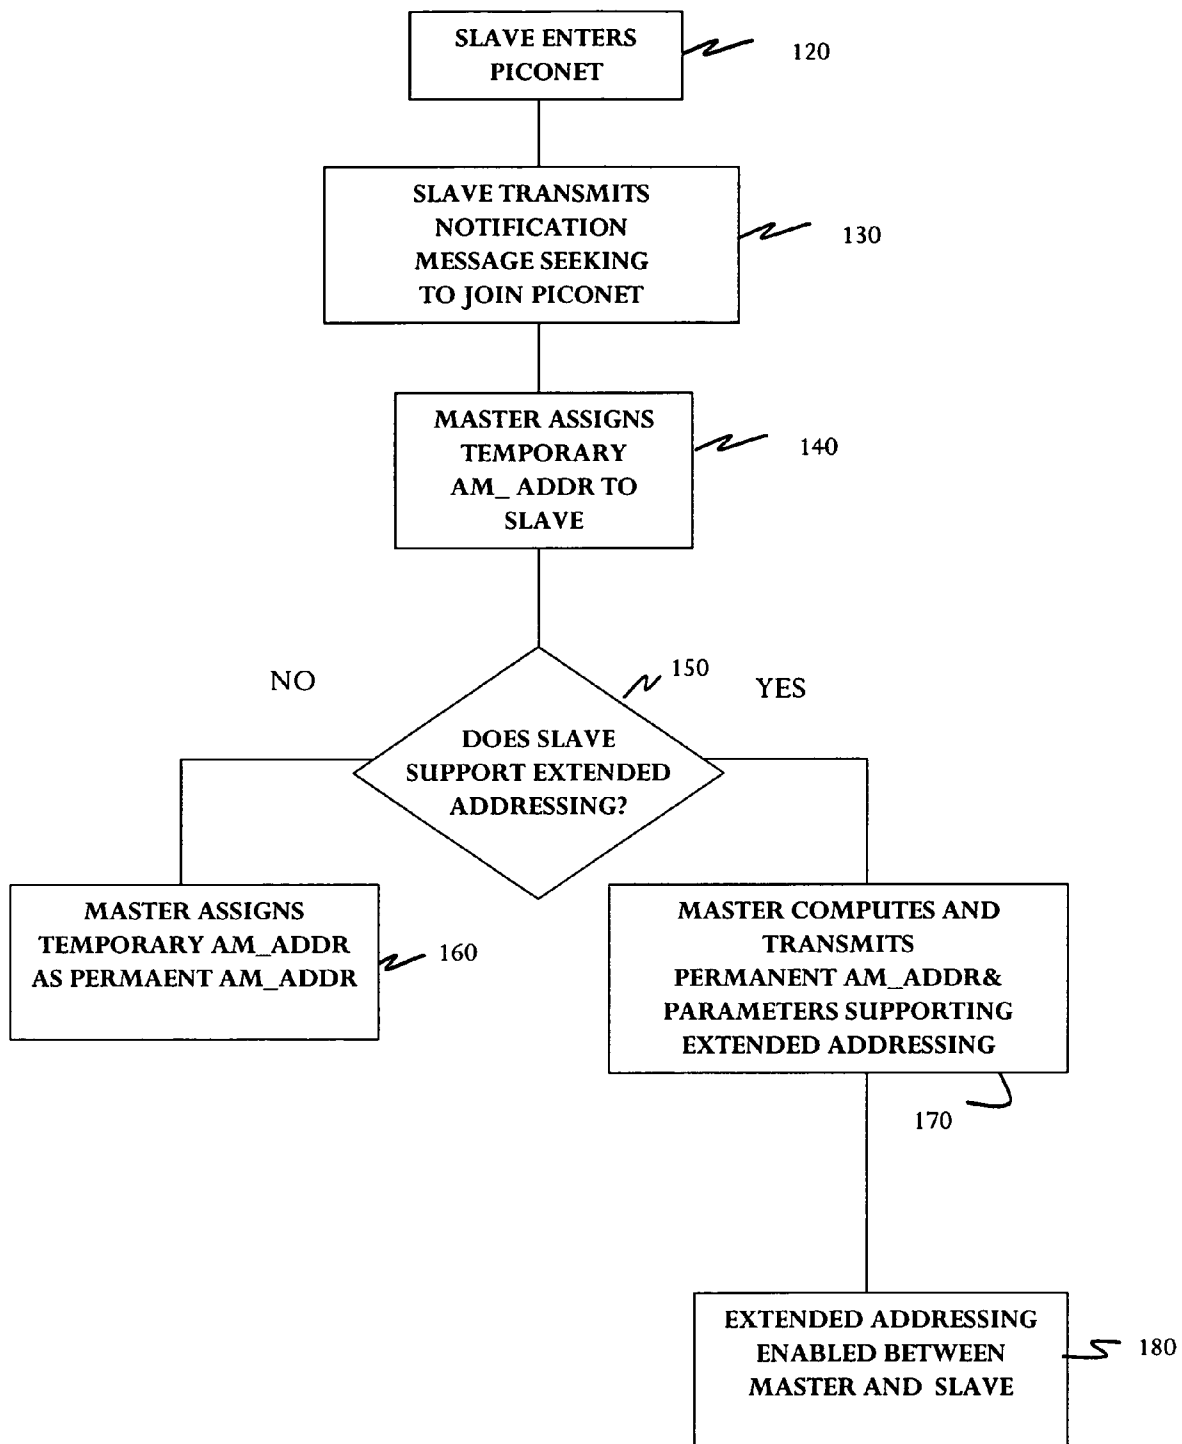 SLAVE ENTERS
PICONET
120
SLAVE TRANSMITS
NOTIFICATION
MESSAGE SEEKING
TO JOIN PICONET
130
MASTER ASSIGNS
TEMPORARY
AM_ ADDR TO
SLAVE
140
NO
150
YES
DOES SLAVE
SUPPORT EXTENDED
ADDRESSING?
MASTER ASSIGNS
TEMPORARY AM_ADDR
AS PERMAENT AM_ADDR
160
MASTER COMPUTES AND
TRANSMITS
PERMANENT AM_ADDR&
PARAMETERS SUPPORTING
EXTENDED ADDRESSING
170
EXTENDED ADDRESSING
ENABLED BETWEEN
MASTER AND SLAVE
180